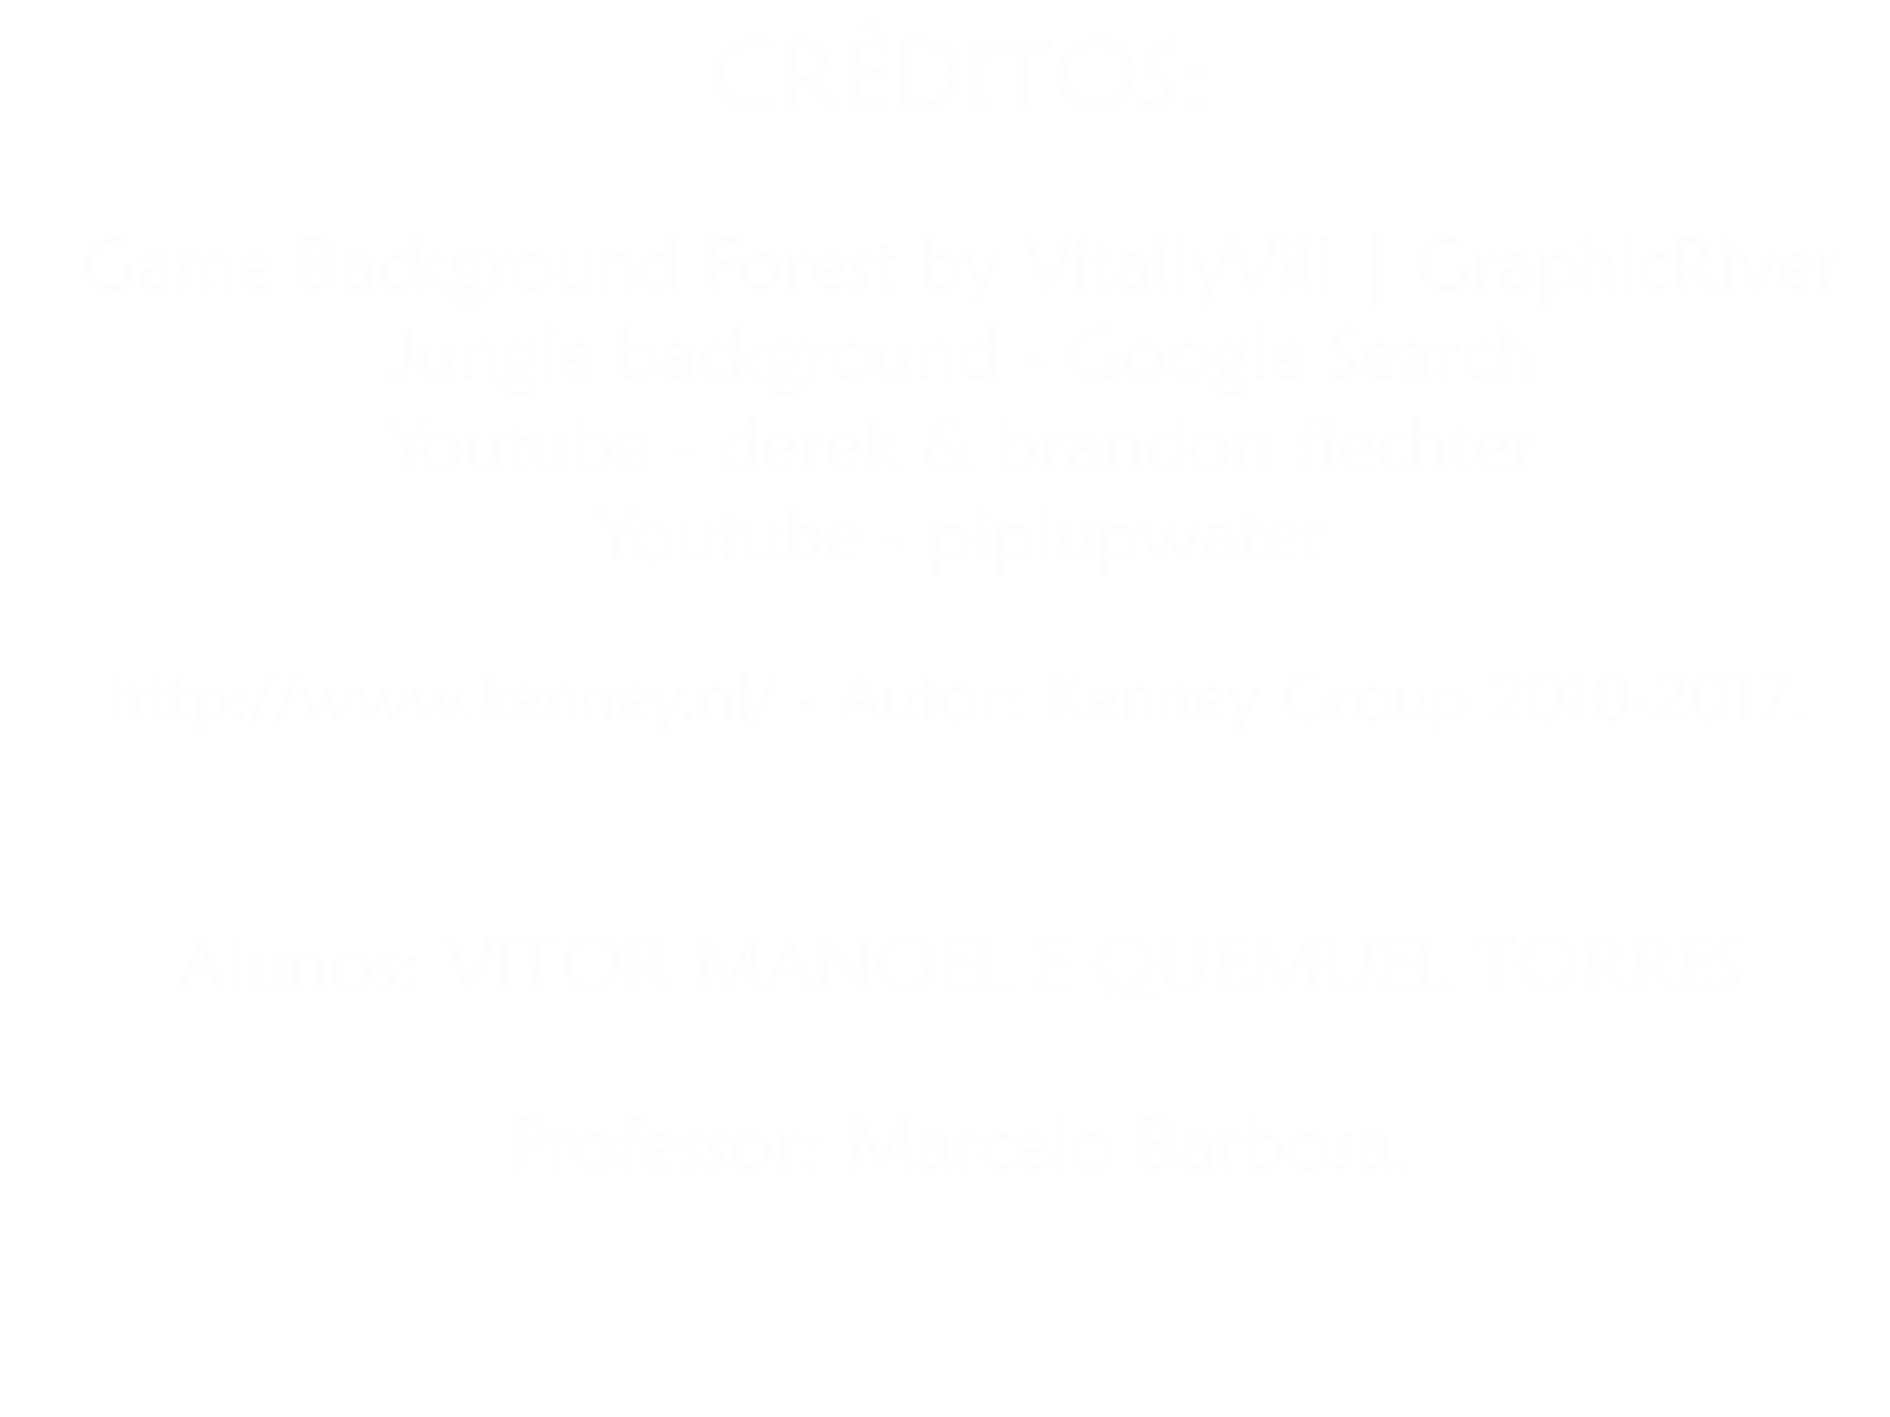 CRÉDITOS:
Game Background Forest by VitaliyVill | GraphicRiver
Jungle background - Google Search
Youtube - derek & brandon fiechter
Youtube - piplupwater
http://www.kenney.nl/ - Autor: Kenney Group 2010-2017.
Alunos: VITOR MANOEL E QUEMUEL TORRES
Professor: Marcelo Barbosa.